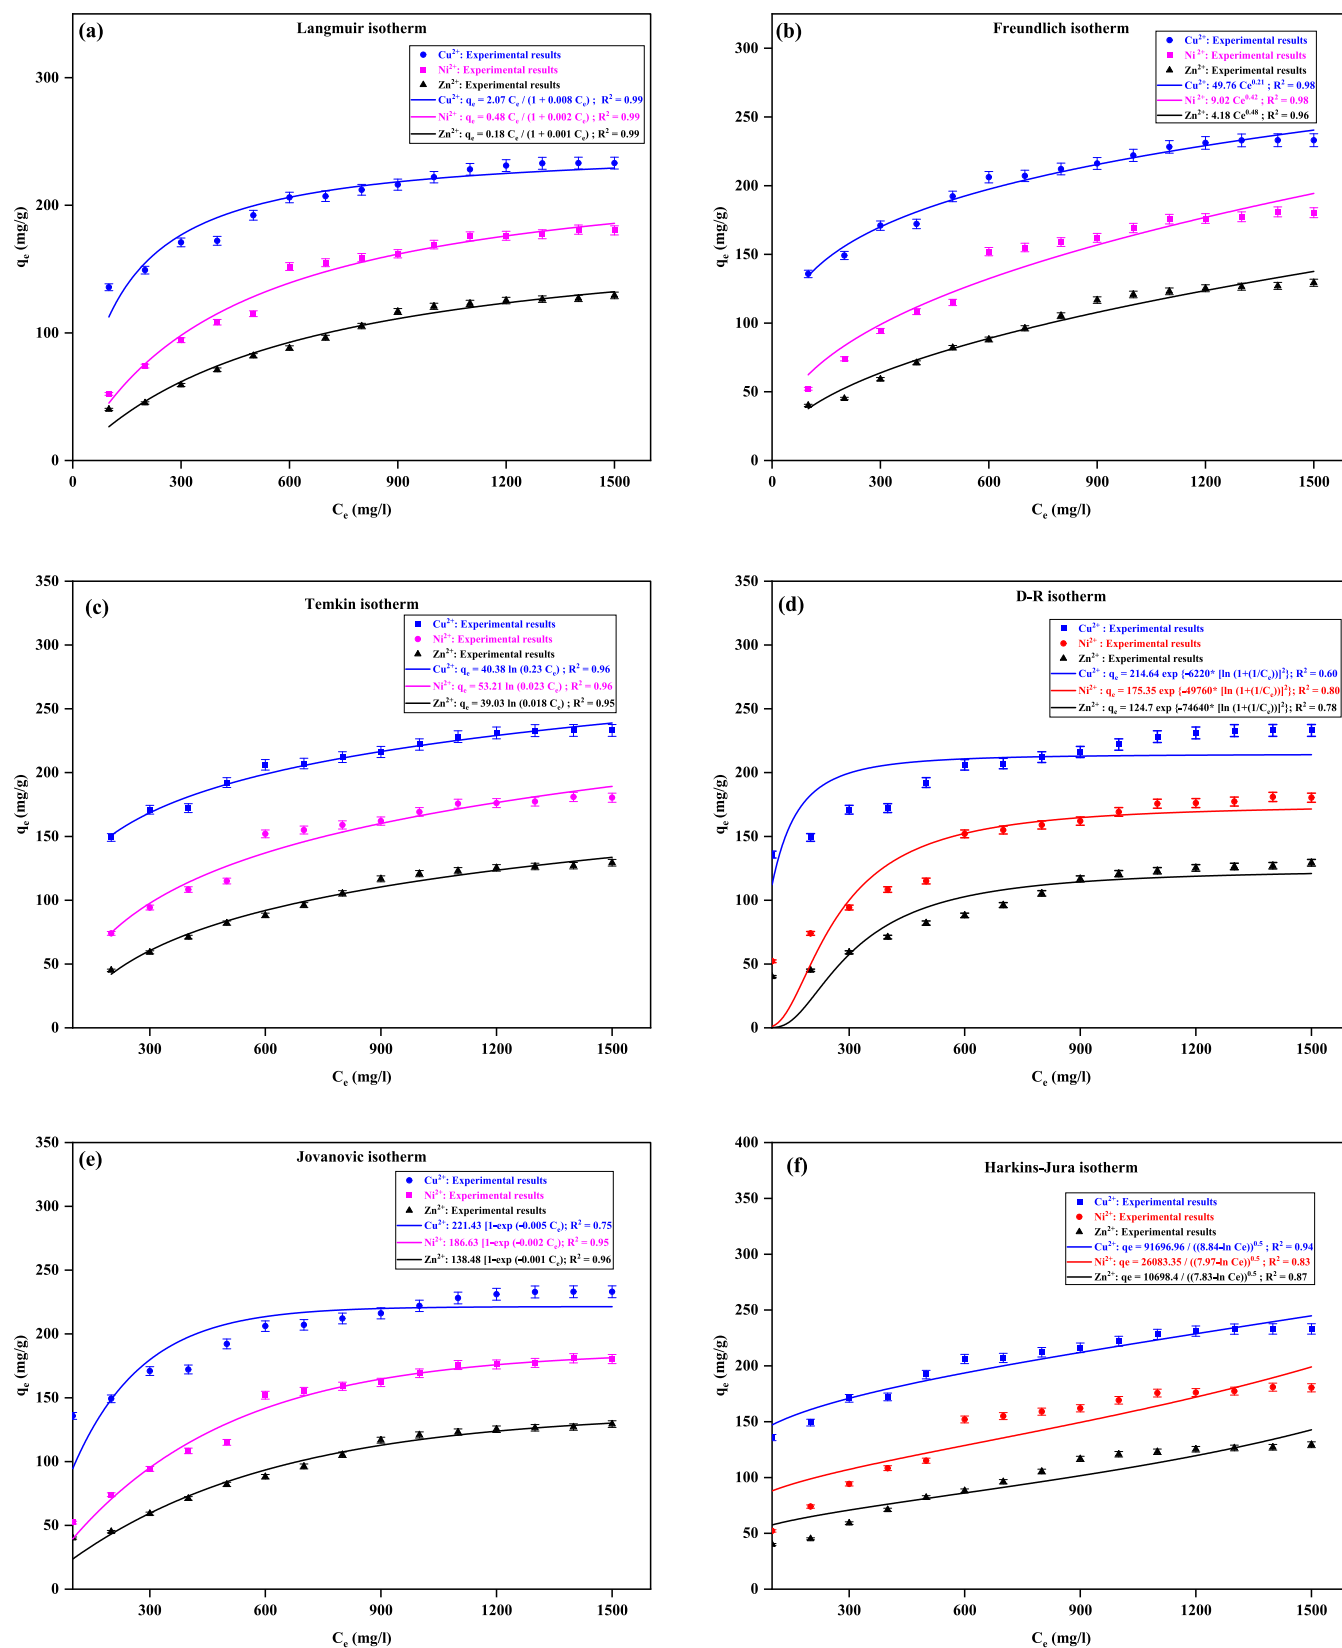 (a)
Langmuir isotherm
Cu²⁺: Experimental results
Ni²⁺: Experimental results
Zn²⁺: Experimental results
Cu²⁺: qₑ = 2.07 Cₑ / (1 + 0.008 Cₑ) ; R² = 0.99
Ni²⁺: qₑ = 0.48 Cₑ / (1 + 0.002 Cₑ) ; R² = 0.99
Zn²⁺: qₑ = 0.18 Cₑ / (1 + 0.001 Cₑ) ; R² = 0.99
300
200
100
0
qₑ (mg/g)
0 300 600 900 1200 1500
Cₑ (mg/l)
(b)
Freundlich isotherm
Cu²⁺: Experimental results
Ni²⁺: Experimental results
Zn²⁺: Experimental results
Cu²⁺: 49.76 Ce⁰·²¹ ; R² = 0.98
Ni²⁺: 9.02 Ce⁰·⁴² ; R² = 0.98
Zn²⁺: 4.18 Ce⁰·⁴⁸ ; R² = 0.96
300
250
200
150
100
50
0
qₑ (mg/g)
0 300 600 900 1200 1500
Cₑ (mg/l)
(c)
Temkin isotherm
Cu²⁺: Experimental results
Ni²⁺: Experimental results
Zn²⁺: Experimental results
Cu²⁺: qₑ = 40.38 ln (0.23 Cₑ) ; R² = 0.96
Ni²⁺: qₑ = 53.21 ln (0.023 Cₑ) ; R² = 0.96
Zn²⁺: qₑ = 39.03 ln (0.018 Cₑ) ; R² = 0.95
350
300
250
200
150
100
50
0
qₑ (mg/g)
300 600 900 1200 1500
Cₑ (mg/l)
(d)
D-R isotherm
Cu²⁺ : Experimental results
Ni²⁺ : Experimental results
Zn²⁺ : Experimental results
Cu²⁺ : qₑ = 214.64 exp {-6220* [ln (1+(1/Cₑ))]²}; R² = 0.60
Ni²⁺ : qₑ = 175.35 exp {-49760* [ln (1+(1/Cₑ))]²}; R² = 0.80
Zn²⁺ : qₑ = 124.7 exp {-74640* [ln (1+(1/Cₑ))]²}; R² = 0.78
350
300
250
200
150
100
50
0
qₑ (mg/g)
300 600 900 1200 1500
Cₑ (mg/l)
(e)
Jovanovic isotherm
Cu²⁺: Experimental results
Ni²⁺: Experimental results
Zn²⁺: Experimental results
Cu²⁺: 221.43 [1-exp (-0.005 Cₑ); R² = 0.75
Ni²⁺: 186.63 [1-exp (-0.002 Cₑ); R² = 0.95
Zn²⁺: 138.48 [1-exp (-0.001 Cₑ); R² = 0.96
350
300
250
200
150
100
50
0
qₑ (mg/g)
300 600 900 1200 1500
Cₑ (mg/l)
(f)
Harkins-Jura isotherm
Cu²⁺: Experimental results
Ni²⁺: Experimental results
Zn²⁺: Experimental results
Cu²⁺: qe = 91696.96 / ((8.84-ln Ce))⁰·⁵ ; R² = 0.94
Ni²⁺: qe = 26083.35 / ((7.97-ln Ce))⁰·⁵ ; R² = 0.83
Zn²⁺: qe = 10698.4 / ((7.83-ln Ce))⁰·⁵ ; R² = 0.87
400
350
300
250
200
150
100
50
0
qₑ (mg/g)
300 600 900 1200 1500
Cₑ (mg/l)